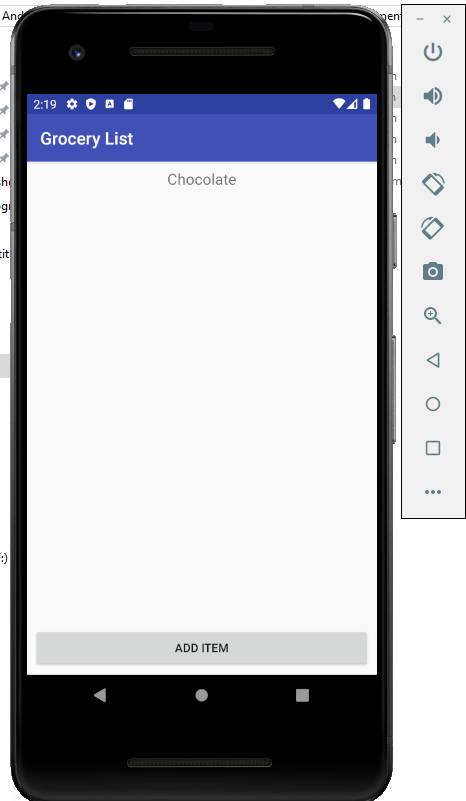 2:19
Grocery List
Chocolate
ADD ITEM